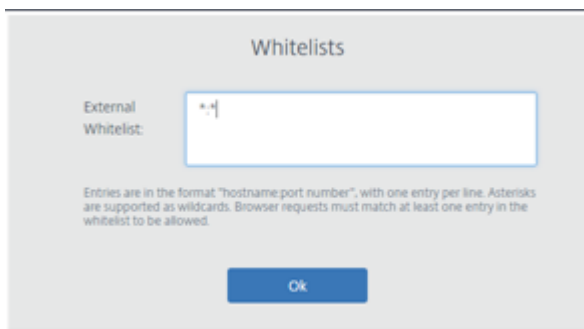 Whitelists
External
*:*
Whitelist:
Entries are in the format "hostname:port number", with one entry per line. Asterisks
are supported as wildcards. Browser requests must match at least one entry in the
whitelist to be allowed.
Ok